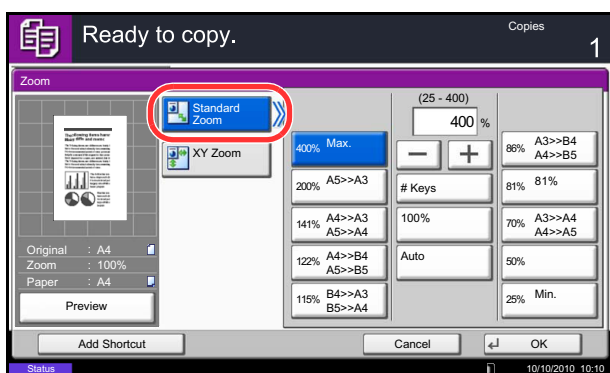 Ready to copy.
Copies
1
Zoom
Standard
Zoom
XY Zoom
(25 - 400)
400 %
# Keys
100%
Auto
400% Max.
200% A5>>A3
141% A4>>A3
A5>>A4
122% A4>>B4
A5>>B5
115% B4>>A3
B5>>A4
86% A3>>B4
A4>>B5
81% 81%
70% A3>>A4
A4>>A5
50%
25% Min.
Original : A4
Zoom : 100%
Paper : A4
Preview
Add Shortcut
Cancel
OK
Status
10/10/2010 10:10